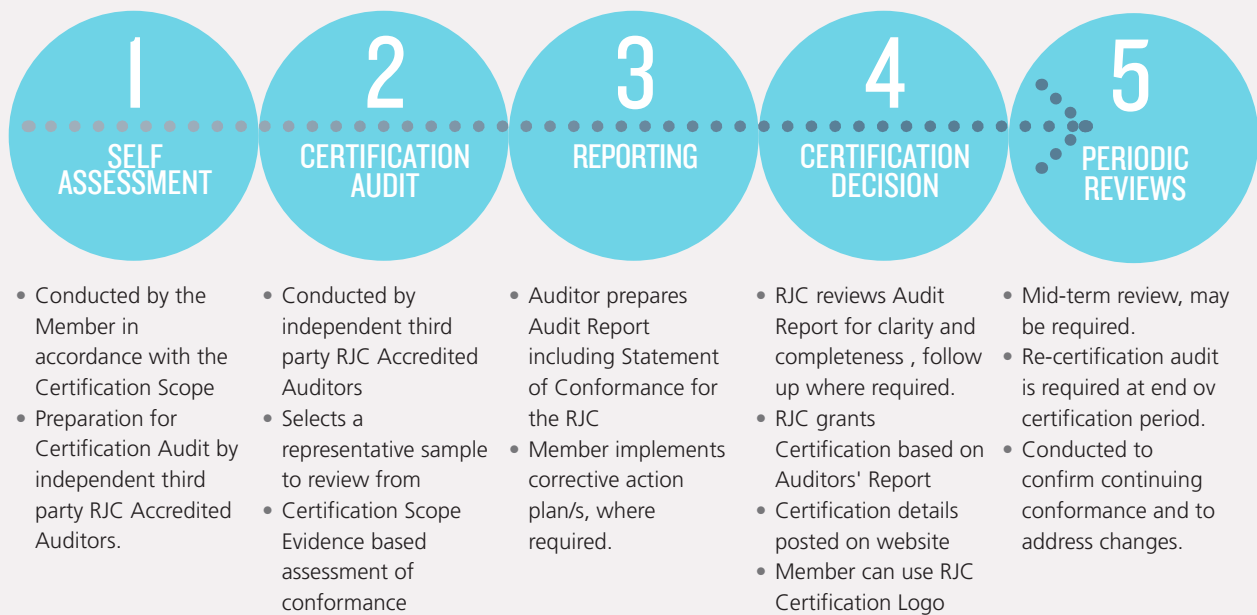 1
SELF
ASSESSMENT
• Conducted by the
Member in
accordance with the
Certification Scope
• Preparation for
Certification Audit by
independent third
party RJC Accredited
Auditors.
2
CERTIFICATION
AUDIT
• Conducted by
independent third
party RJC Accredited
Auditors
• Selects a
representative sample
to review from
• Certification Scope
Evidence based
assessment of
conformance
3
REPORTING
• Auditor prepares
Audit Report
including Statement
of Conformance for
the RJC
• Member implements
corrective action
plan/s, where
required.
4
CERTIFICATION
DECISION
• RJC reviews Audit
Report for clarity and
completeness , follow
up where required.
• RJC grants
Certification based on
Auditors' Report
• Certification details
posted on website
• Member can use RJC
Certification Logo
5
PERIODIC
REVIEWS
• Mid-term review, may
be required.
• Re-certification audit
is required at end ov
certification period.
• Conducted to
confirm continuing
conformance and to
address changes.